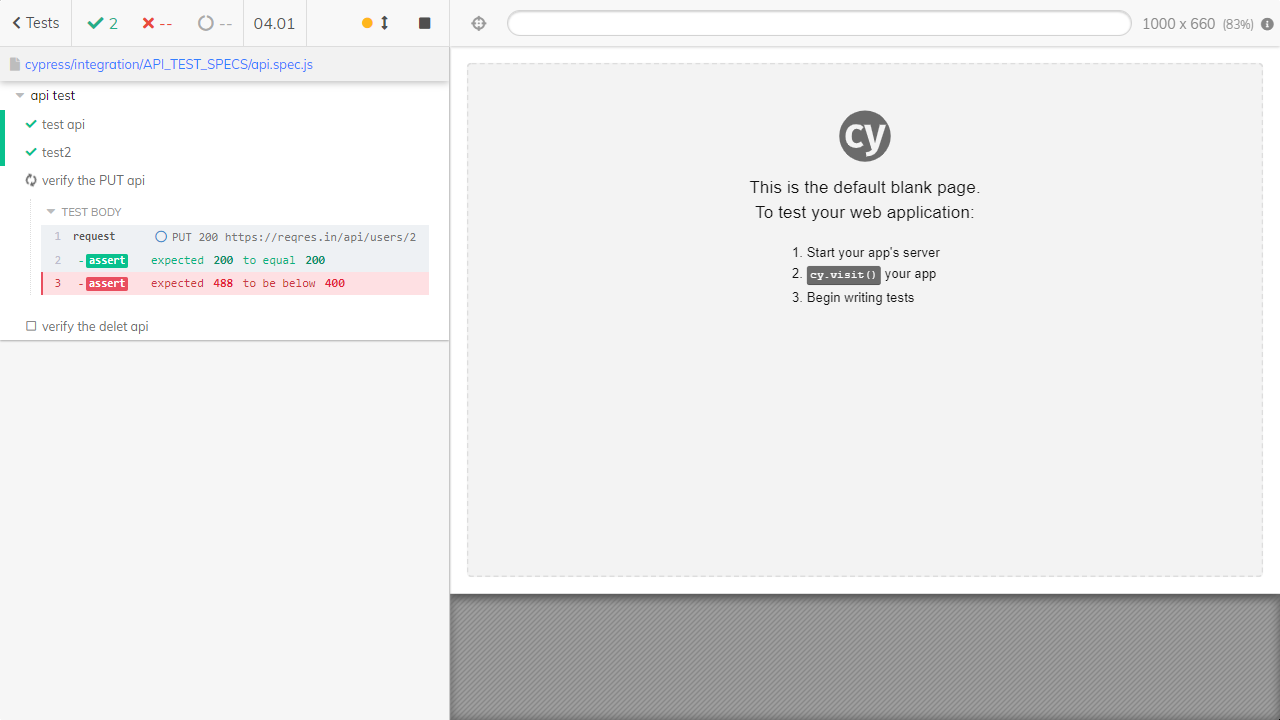 Tests
2
--
--
04.01
1000 x 660 (83%)
cypress/integration/API_TEST_SPECS/api.spec.js
api test
test api
test2
verify the PUT api
TEST BODY
1 request PUT 200 https://reqres.in/api/users/2
2 -assert expected 200 to equal 200
3 -assert expected 488 to be below 400
verify the delet api
cy
This is the default blank page.
To test your web application:
1. Start your app's server
2. cy.visit() your app
3. Begin writing tests